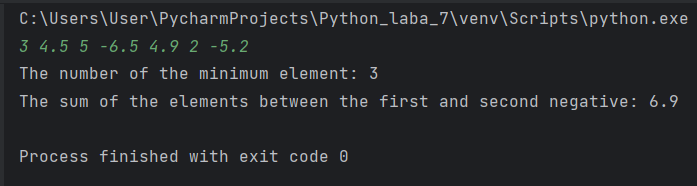 C:\Users\User\PycharmProjects\Python_laba_7\venv\Scripts\python.exe
3 4.5 5 -6.5 4.9 2 -5.2
The number of the minimum element: 3
The sum of the elements between the first and second negative: 6.9
Process finished with exit code 0